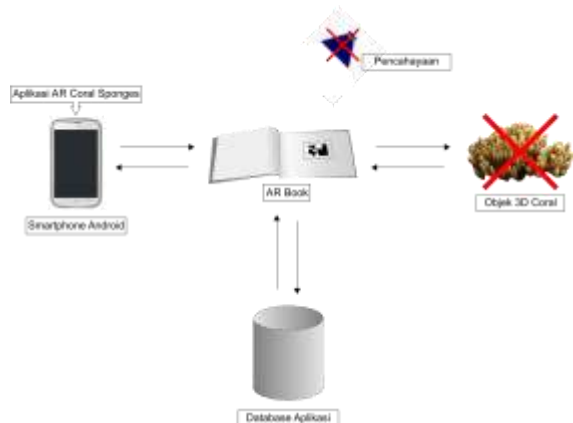 Pencahayaan
Aplikasi AR Coral Sponges
AR Book
Objek 3D Coral
Smartphone Android
Database Aplikasi